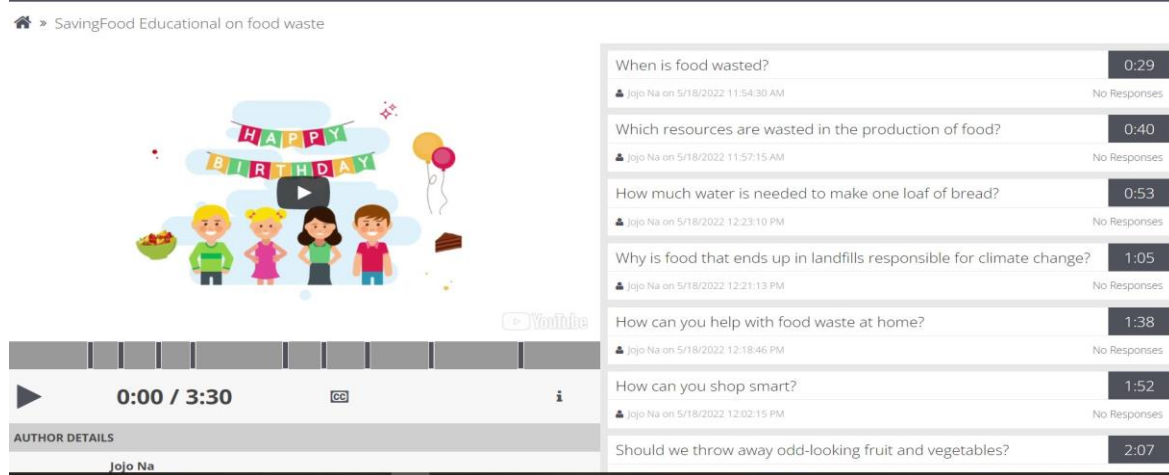 » SavingFood Educational on food waste
HAPPY
BIRTHDAY
YouTube
0:00 / 3:30
CC
i
AUTHOR DETAILS
Jojo Na
When is food wasted? 0:29
Jojo Na on 5/18/2022 11:54:30 AM No Responses
Which resources are wasted in the production of food? 0:40
Jojo Na on 5/18/2022 11:57:15 AM No Responses
How much water is needed to make one loaf of bread? 0:53
Jojo Na on 5/18/2022 12:23:10 PM No Responses
Why is food that ends up in landfills responsible for climate change? 1:05
Jojo Na on 5/18/2022 12:21:13 PM No Responses
How can you help with food waste at home? 1:38
Jojo Na on 5/18/2022 12:18:46 PM No Responses
How can you shop smart? 1:52
Jojo Na on 5/18/2022 12:02:15 PM No Responses
Should we throw away odd-looking fruit and vegetables? 2:07